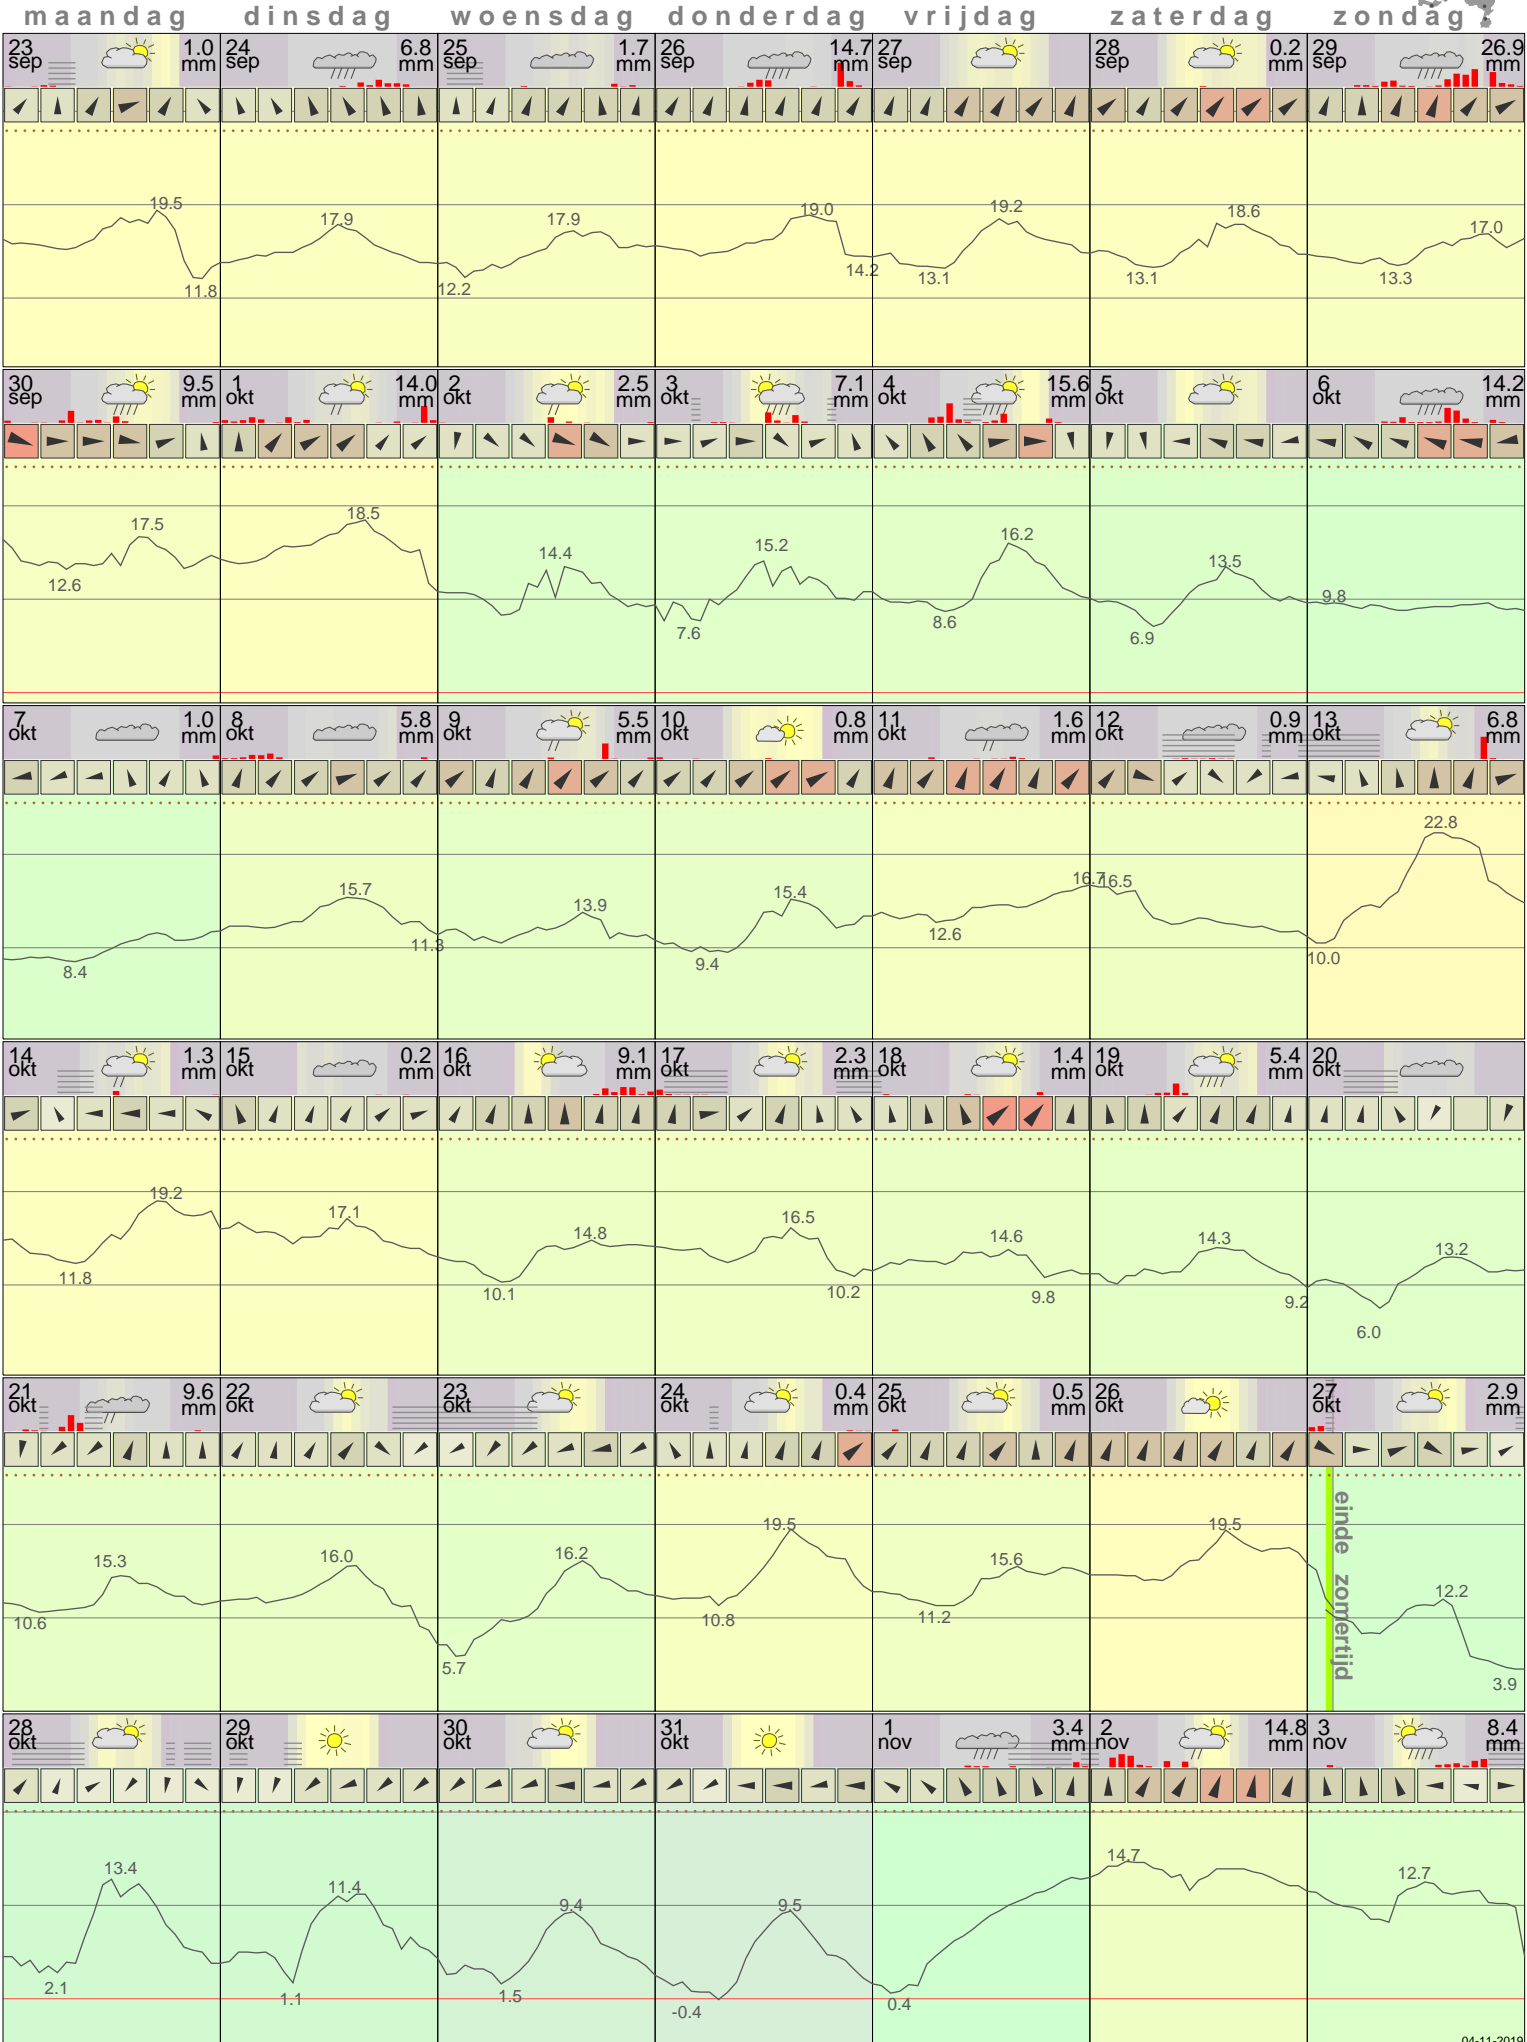 maandag dinsdag woensdag donderdag vrijdag zaterdag zondag
23 1.0 24 6.8 25 1.7 26 14.7 27 28 0.2 29 26.9
sep mm sep mm sep mm sep mm sep sep mm sep mm
19.5 17.9 17.9 19.0 19.2 18.6 17.0
11.8 12.2 14.2 13.1 13.1 13.3
30 9.5 1 14.0 2 2.5 3 7.1 4 15.6 5 6 14.2
sep mm okt mm okt mm okt mm okt mm okt okt mm
17.5 18.5 14.4 15.2 16.2 13.5 9.8
12.6 7.6 8.6 6.9
7 1.0 8 5.8 9 5.5 10 0.8 11 1.6 12 0.9 13 6.8
okt mm okt mm okt mm okt mm okt mm okt mm okt mm
15.7 13.9 15.4 16.7 16.5 22.8
8.4 11.3 9.4 12.6 10.0
14 1.3 15 0.2 16 9.1 17 2.3 18 1.4 19 5.4 20
okt mm okt mm okt mm okt mm okt mm okt mm okt
19.2 17.1 14.8 16.5 14.6 14.3 13.2
11.8 10.1 10.2 9.8 9.2 6.0
21 9.6 22 23 24 0.4 25 0.5 26 27 2.9
okt mm okt okt okt mm okt mm okt okt mm
15.3 16.0 16.2 19.5 15.6 19.5 12.2
10.6 5.7 10.8 11.2 3.9
einde zomertijd
28 29 30 31 1 3.4 2 14.8 3 8.4
okt okt okt okt nov mm nov mm nov mm
13.4 11.4 9.4 9.5 14.7 12.7
2.1 1.1 1.5 -0.4 0.4
04-11-2019